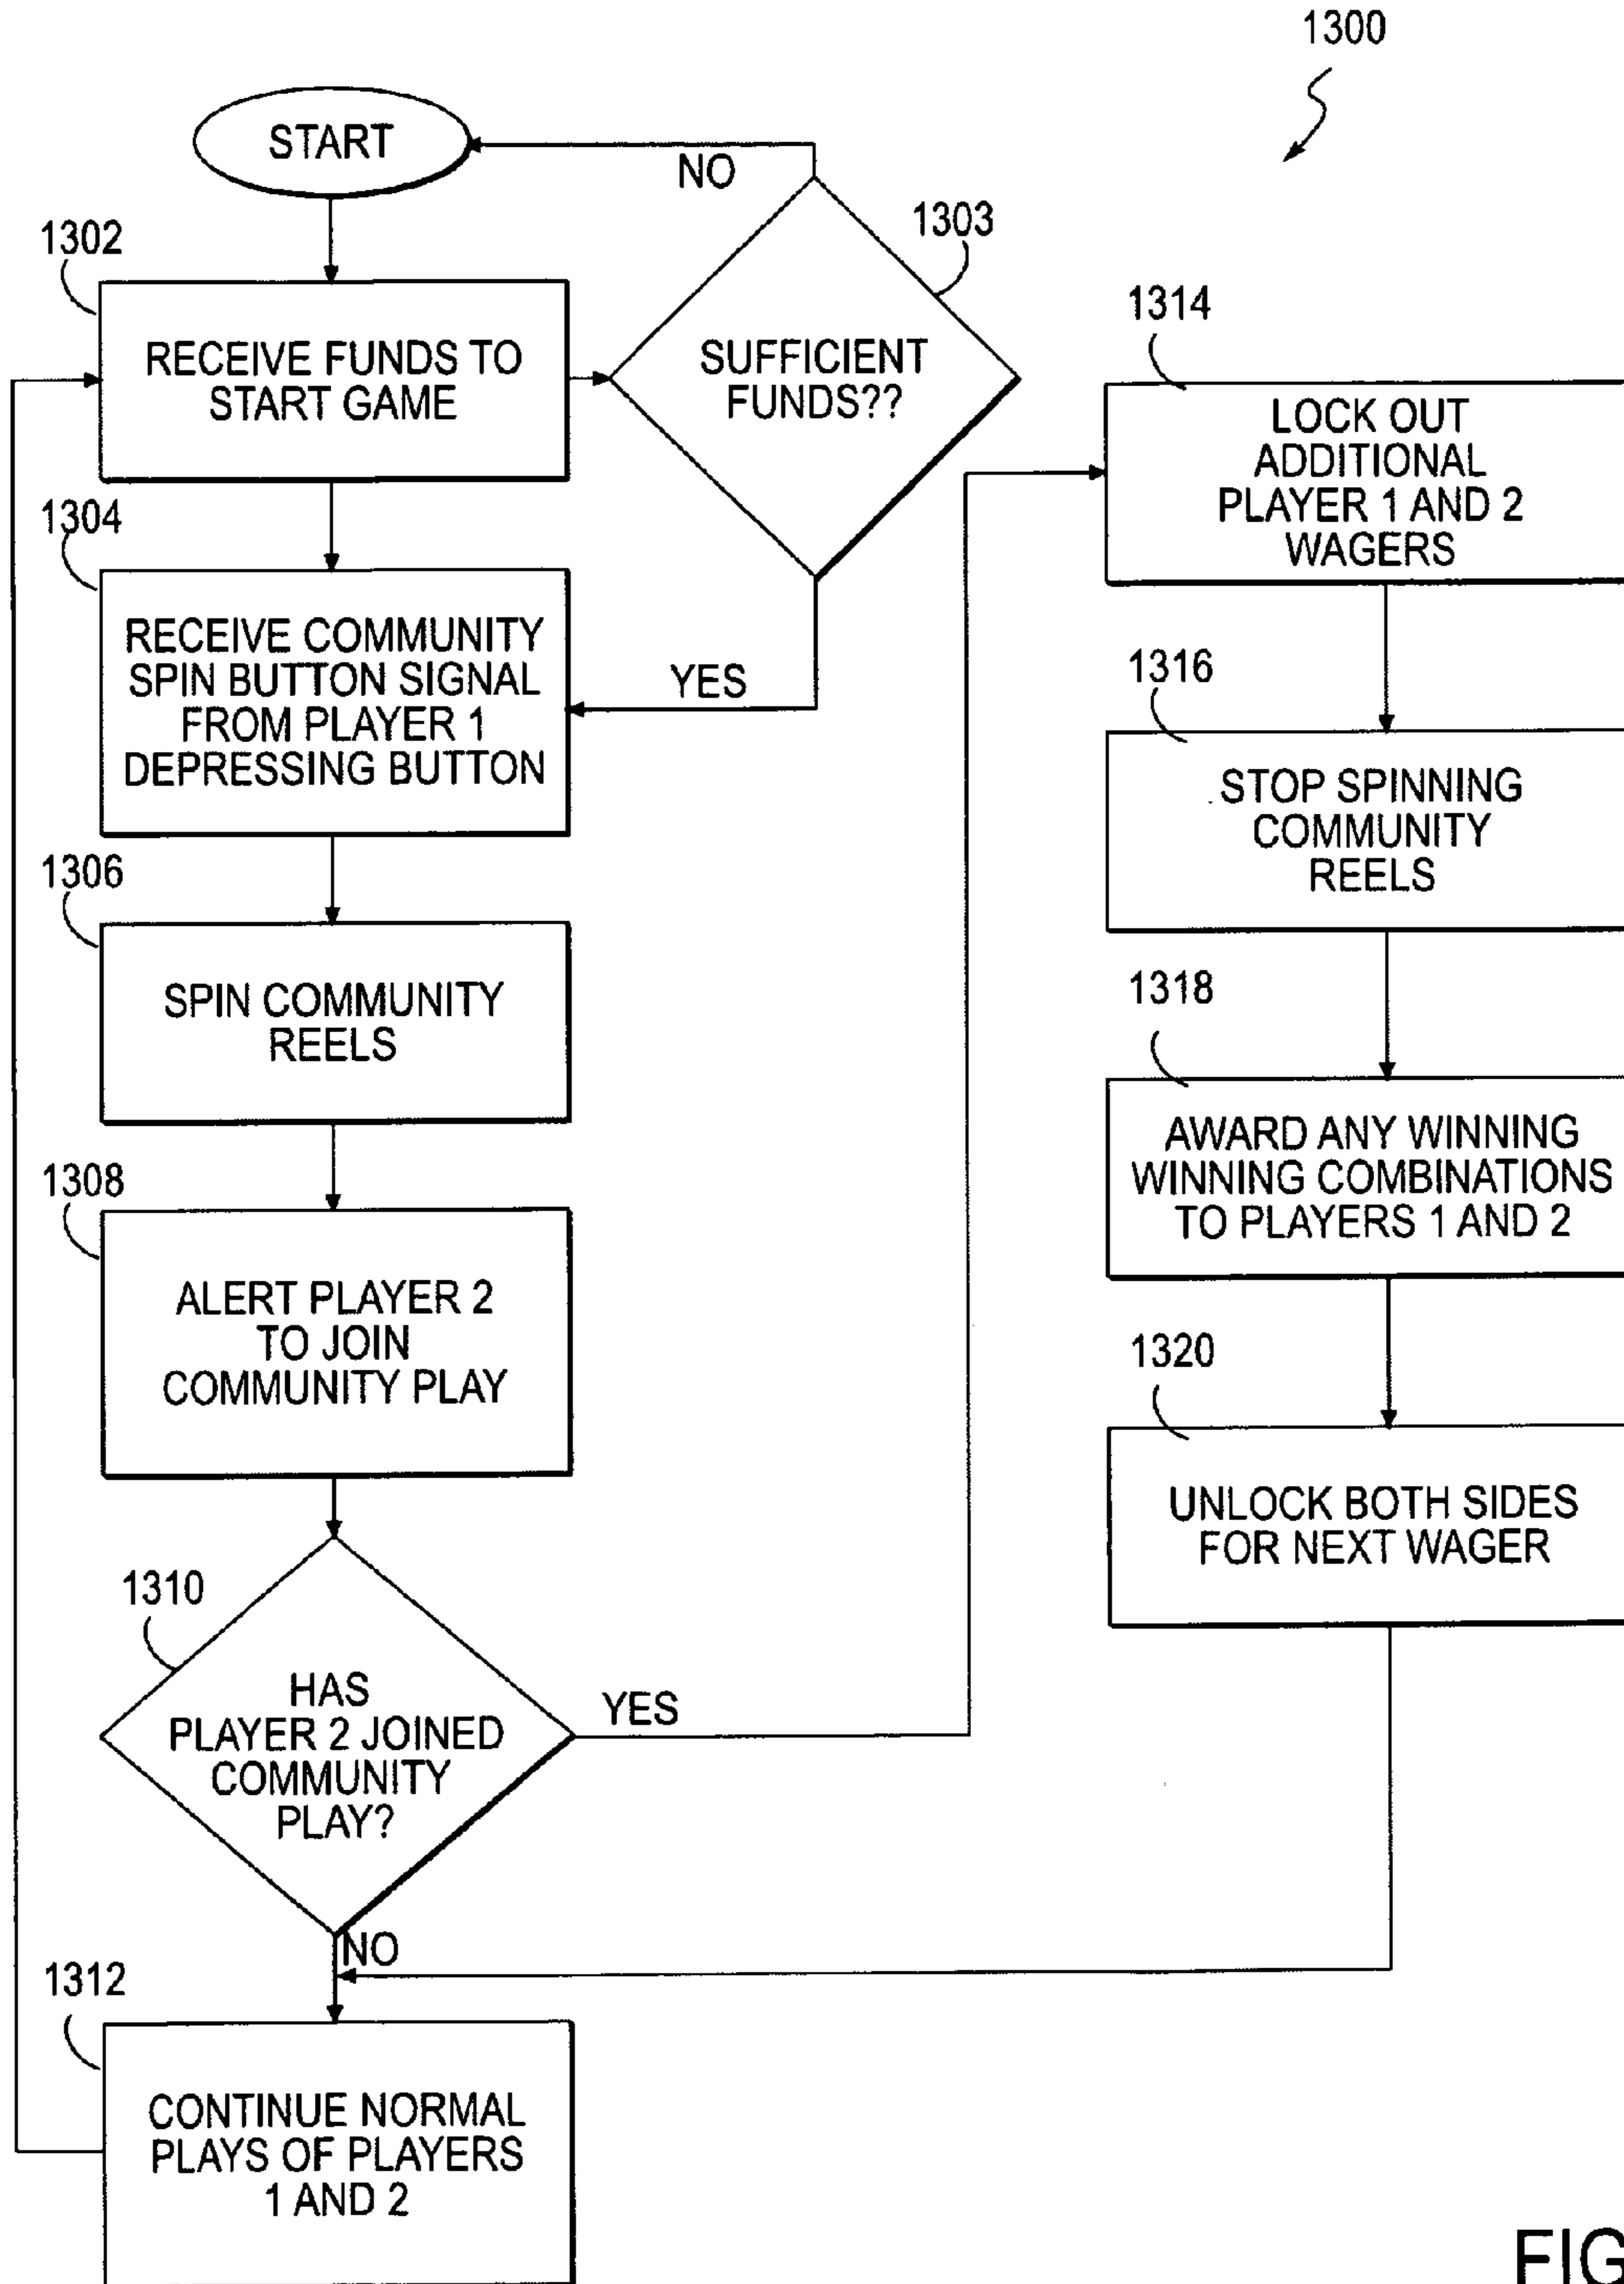 1300
START
NO
1302
RECEIVE FUNDS TO
START GAME
1303
SUFFICIENT
FUNDS??
YES
1304
RECEIVE COMMUNITY
SPIN BUTTON SIGNAL
FROM PLAYER 1
DEPRESSING BUTTON
1306
SPIN COMMUNITY
REELS
1308
ALERT PLAYER 2
TO JOIN
COMMUNITY PLAY
1310
HAS
PLAYER 2 JOINED
COMMUNITY
PLAY?
YES
NO
1312
CONTINUE NORMAL
PLAYS OF PLAYERS
1 AND 2
1314
LOCK OUT
ADDITIONAL
PLAYER 1 AND 2
WAGERS
1316
STOP SPINNING
COMMUNITY
REELS
1318
AWARD ANY WINNING
WINNING COMBINATIONS
TO PLAYERS 1 AND 2
1320
UNLOCK BOTH SIDES
FOR NEXT WAGER
FIG